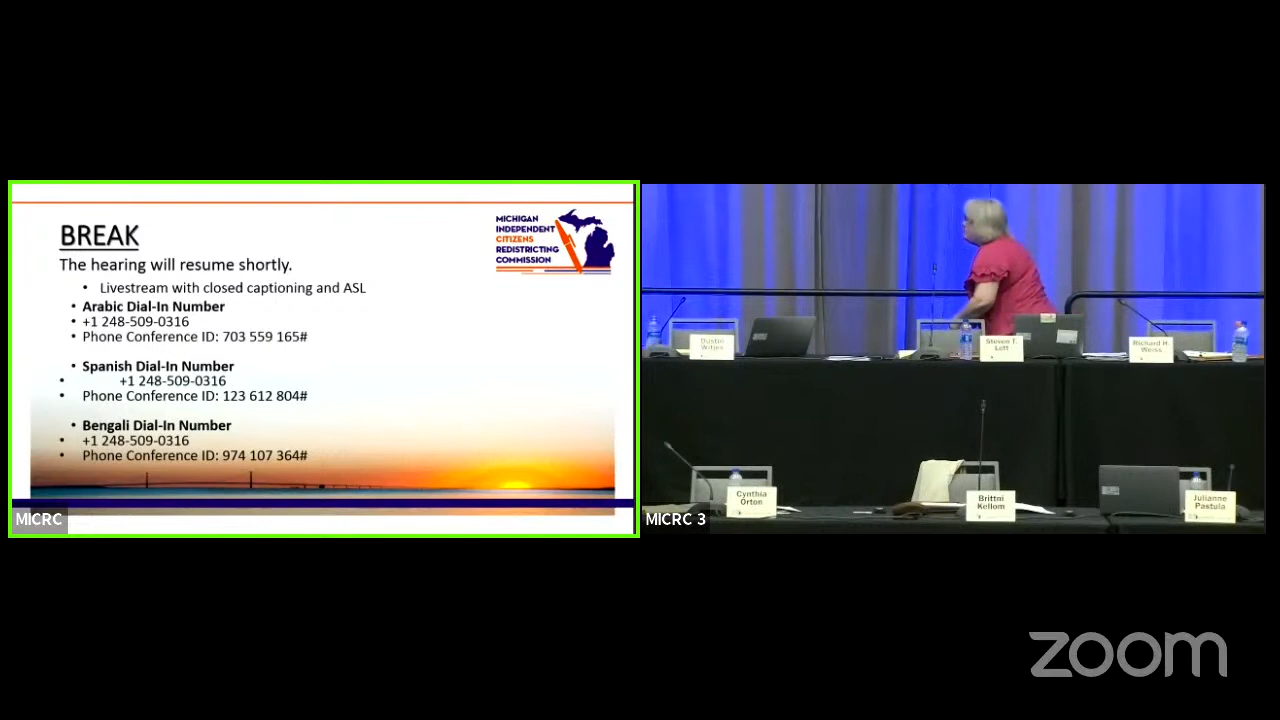 BREAK
The hearing will resume shortly.
• Livestream with closed captioning and ASL
• Arabic Dial-In Number
• +1 248-509-0316
• Phone Conference ID: 703 559 165#
• Spanish Dial-In Number
• +1 248-509-0316
• Phone Conference ID: 123 612 804#
• Bengali Dial-In Number
• +1 248-509-0316
• Phone Conference ID: 974 107 364#
MICHIGAN
INDEPENDENT
CITIZENS
REDISTRICTING
COMMISSION
MICRC
Dustin
Witjes
Steven T.
Lett
Richard H.
Weiss
Cynthia
Orton
Brittni
Kellom
Julianne
Pastula
MICRC 3
zoom